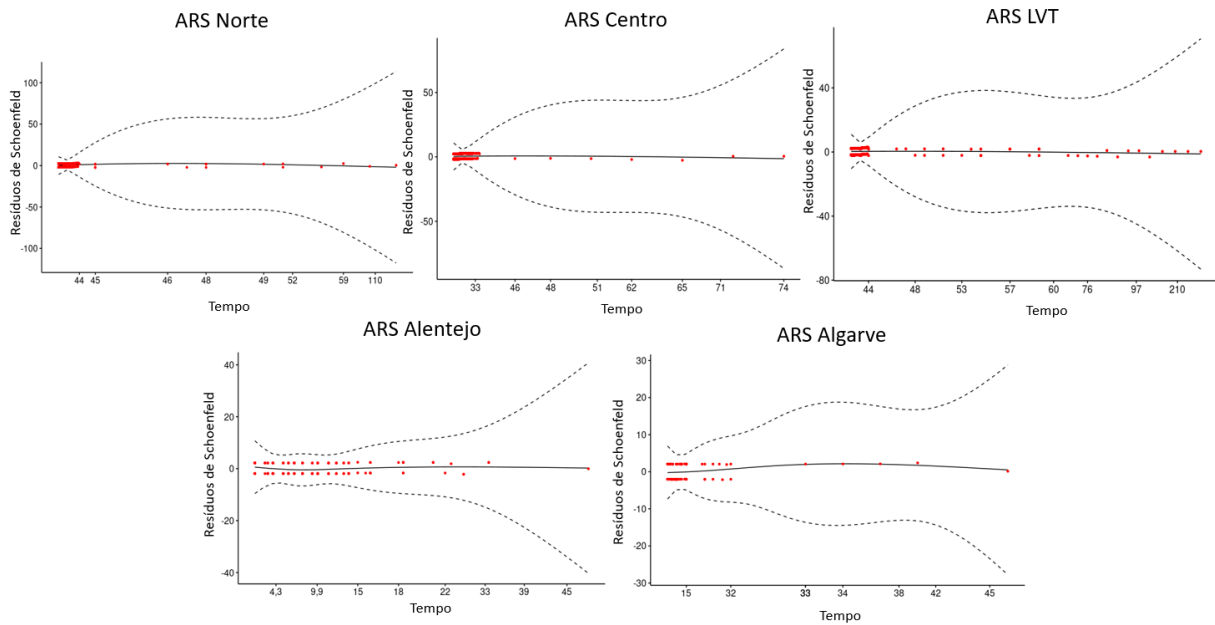 ARS Norte
Resíduos de Schoenfeld
100
50
0
-50
-100
44 45 46 48 49 52 59 110
Tempo
ARS Centro
Resíduos de Schoenfeld
50
0
-50
33 46 48 51 62 65 71 74
Tempo
ARS LVT
Resíduos de Schoenfeld
40
0
-40
-80
44 48 53 57 60 76 97 210
Tempo
ARS Alentejo
Resíduos de Schoenfeld
40
20
0
-20
-40
4,3 9,9 15 18 22 33 39 45
Tempo
ARS Algarve
Resíduos de Schoenfeld
30
20
10
0
-10
-20
-30
15 32 33 34 38 42 45
Tempo